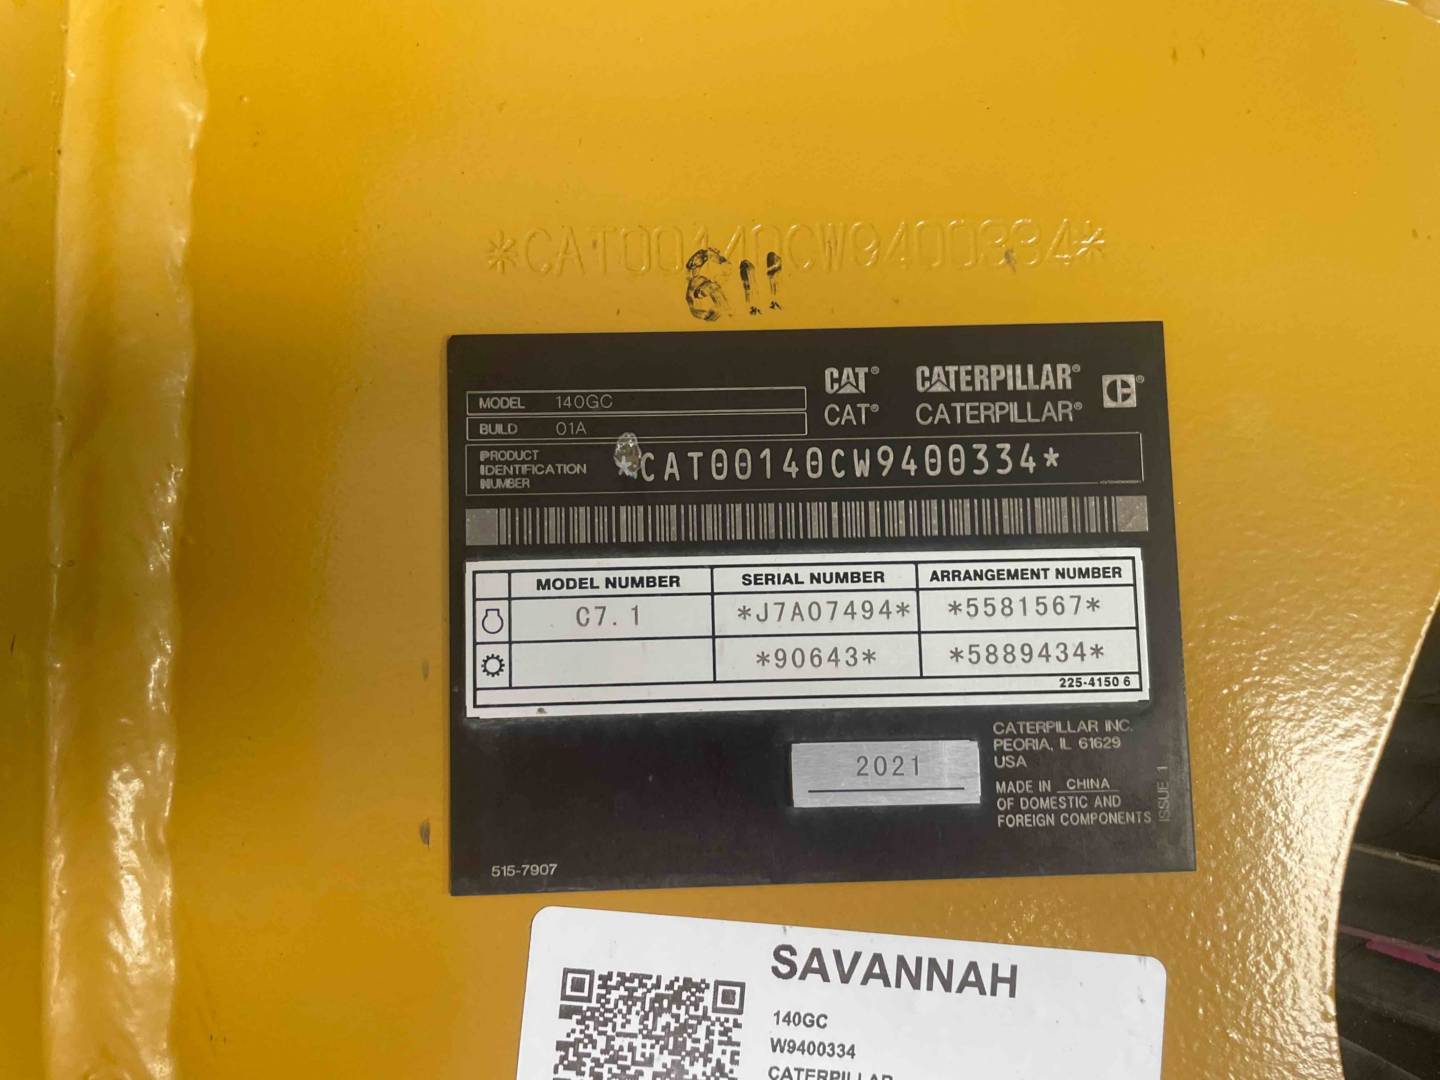 *CAT00140CW9400334*
611
MODEL 140GC
BUILD 01A
CAT® CATERPILLAR®
CAT® CATERPILLAR®
PRODUCT
IDENTIFICATION
NUMBER
*CAT00140CW9400334*
MODEL NUMBER SERIAL NUMBER ARRANGEMENT NUMBER
C7.1 *J7A07494* *5581567*
*90643* *5889434*
225-4150 6
2021
CATERPILLAR INC.
PEORIA, IL 61629
USA
MADE IN CHINA
OF DOMESTIC AND
FOREIGN COMPONENTS
ISSUE 1
515-7907
SAVANNAH
140GC
W9400334
CATERPILLAR